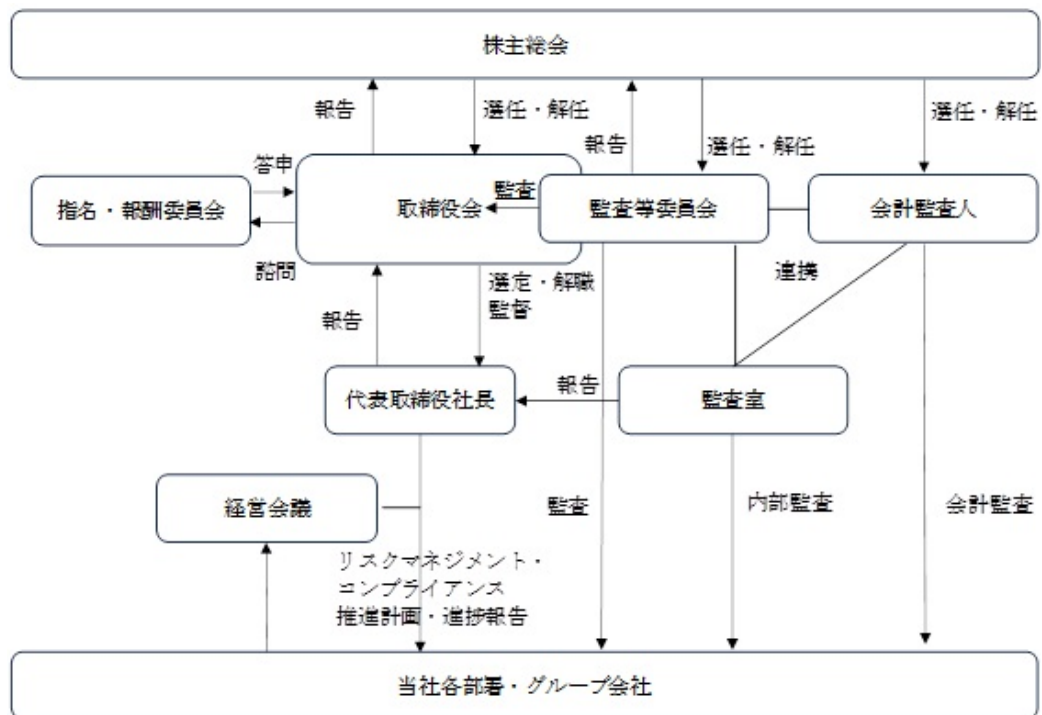 株主総会
報告
選任・解任
報告
選任・解任
選任・解任
答申
指名・報酬委員会
取締役会
監査
監査等委員会
会計監査人
諮問
連携
選定・解職
監督
報告
代表取締役社長
報告
監査室
経営会議
監査
内部監査
会計監査
リスクマネジメント・
コンプライアンス
推進計画・進捗報告
当社各部署・グループ会社